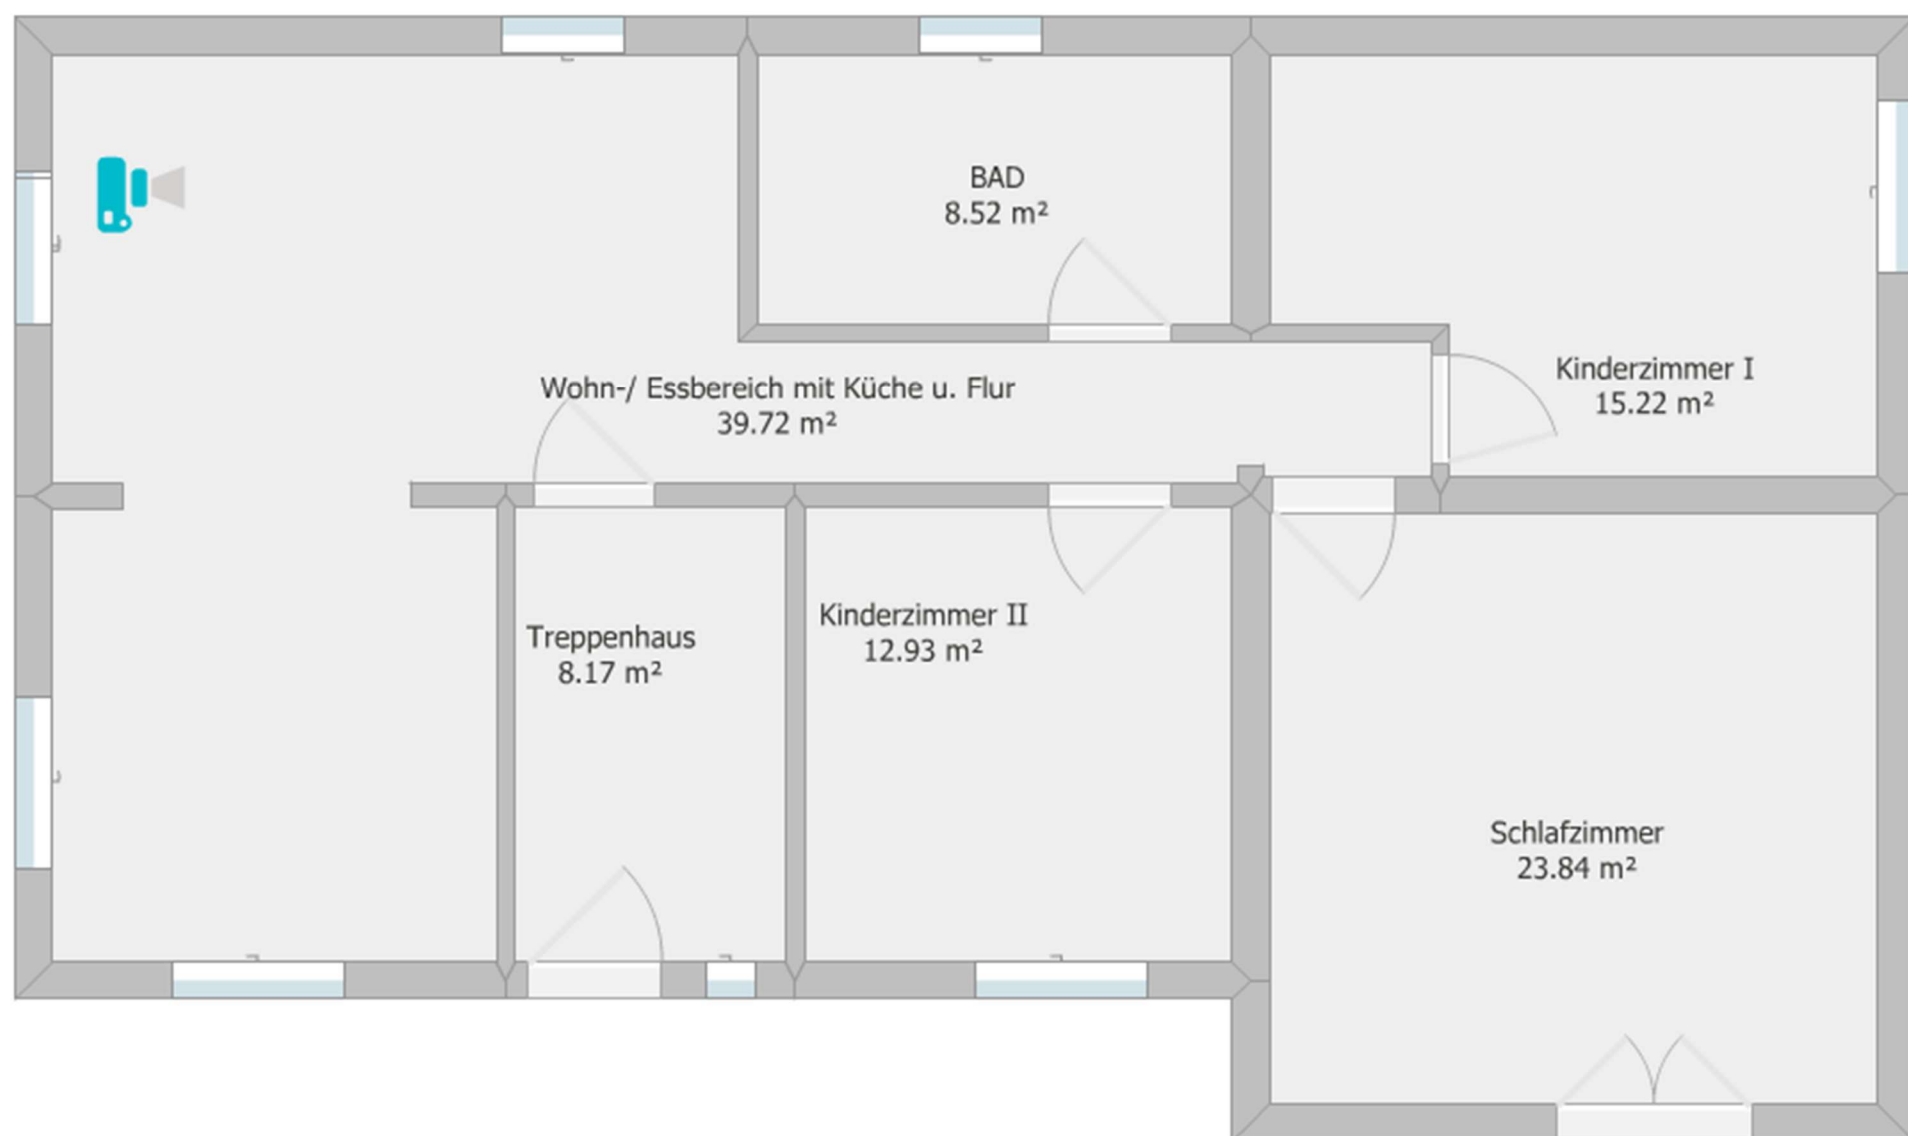 BAD
8.52 m²
Kinderzimmer I
15.22 m²
Wohn-/ Essbereich mit Küche u. Flur
39.72 m²
Treppenhaus
8.17 m²
Kinderzimmer II
12.93 m²
Schlafzimmer
23.84 m²